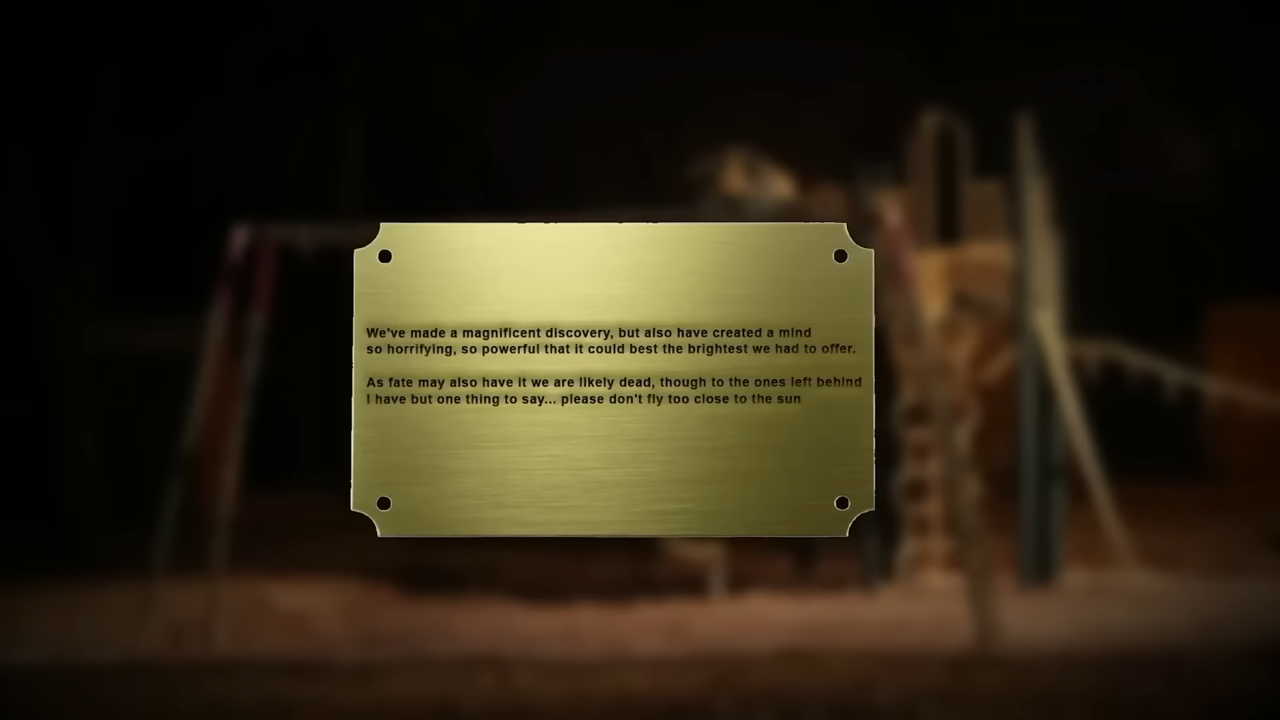 We've made a magnificent discovery, but also have created a mind
so horrifying, so powerful that it could best the brightest we had to offer.
As fate may also have it we are likely dead, though to the ones left behind
I have but one thing to say... please don't fly too close to the sun